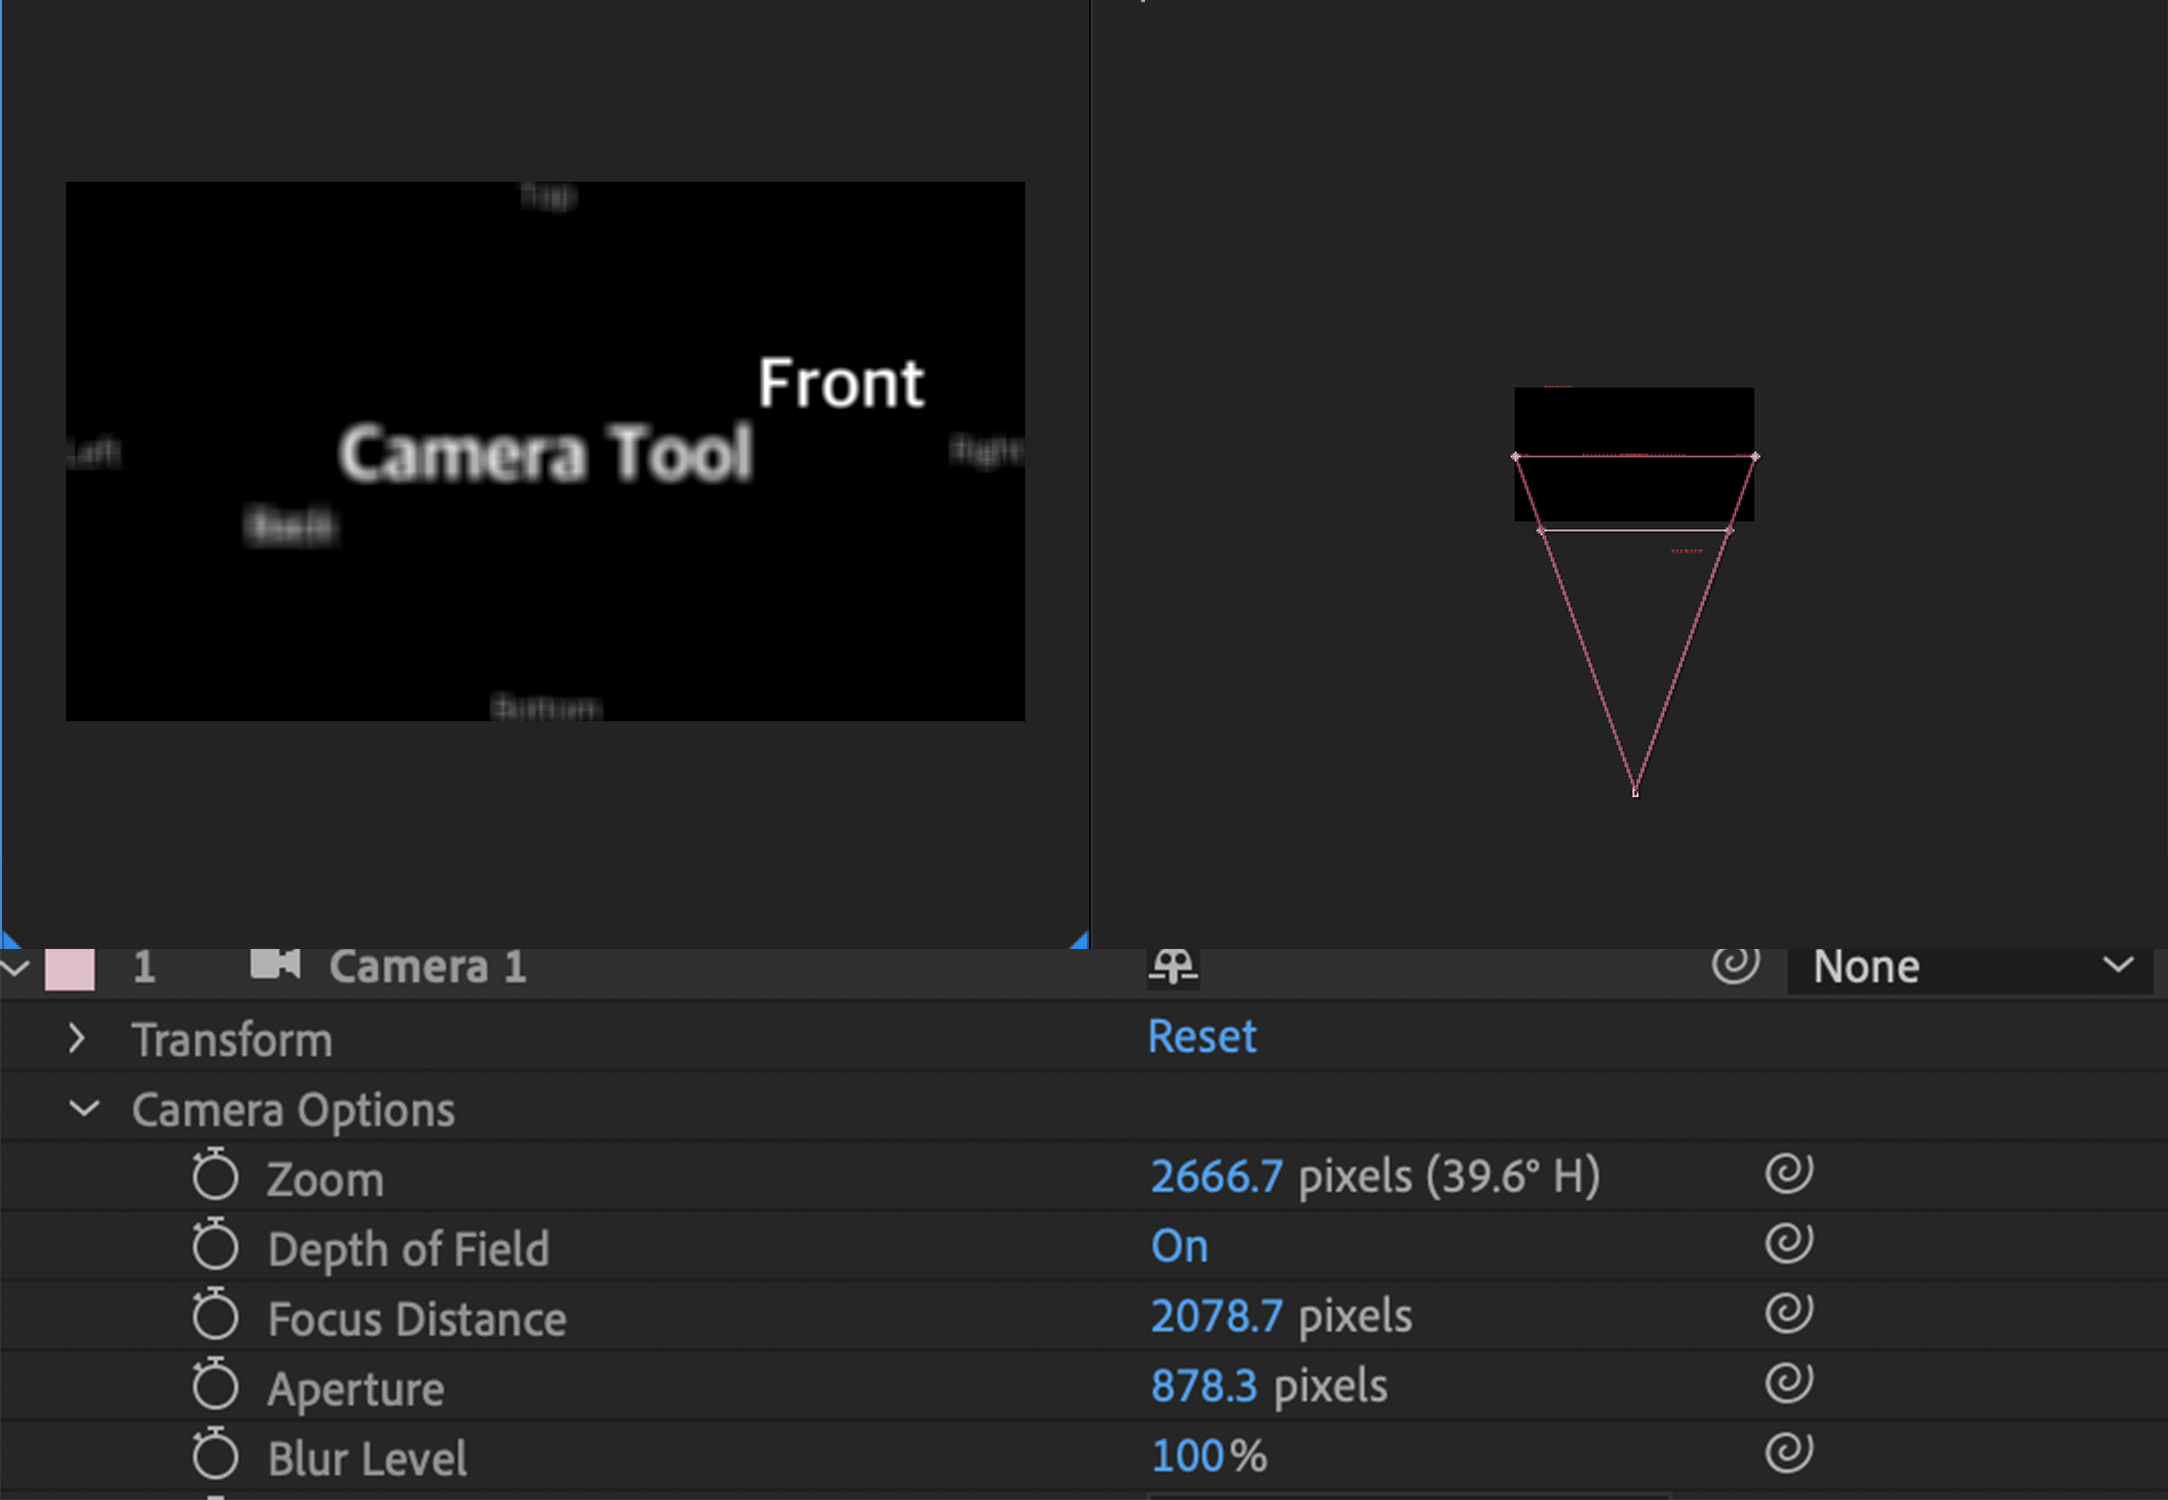 Top
Front
Camera Tool
Left
Right
Back
Bottom
1 Camera 1 None
Transform Reset
Camera Options
Zoom 2666.7 pixels (39.6° H)
Depth of Field On
Focus Distance 2078.7 pixels
Aperture 878.3 pixels
Blur Level 100%